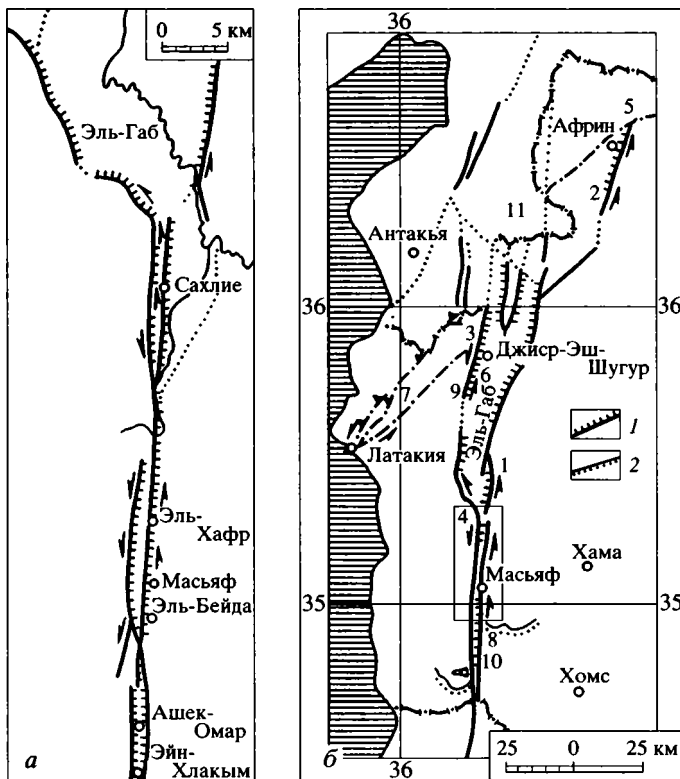 0 5 км
Эль-Габ
Сахлие
Эль-
Хафр
Масьяф
Эль-Бейда
Ашек-
Омар
Эйн-
Хлакым
а
36
5
Африн
2
11
Антакья
36
36
3
Джиср-Эш-
6
Шугур
9
7
Эль-Габ
1
Латакия
2
1
4
Хама
Масьяф
35
35
8
10
Хомс
б
36
25 0 25 км